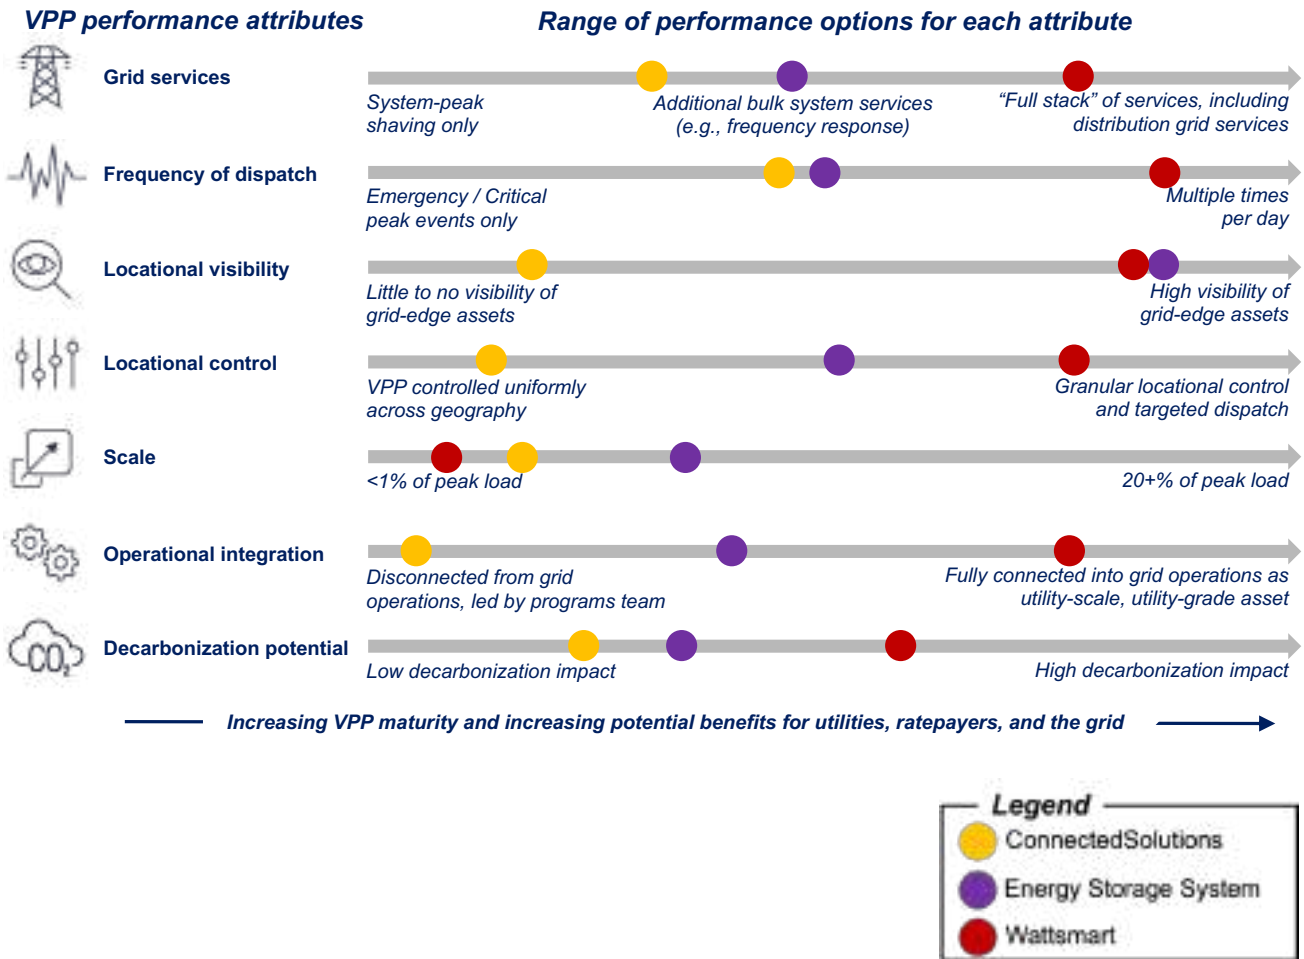 VPP performance attributes
Range of performance options for each attribute
Grid services
System-peak
shaving only
Additional bulk system services
(e.g., frequency response)
“Full stack” of services, including
distribution grid services
Frequency of dispatch
Emergency / Critical
peak events only
Multiple times
per day
Locational visibility
Little to no visibility of
grid-edge assets
High visibility of
grid-edge assets
Locational control
VPP controlled uniformly
across geography
Granular locational control
and targeted dispatch
Scale
<1% of peak load
20+% of peak load
Operational integration
Disconnected from grid
operations, led by programs team
Fully connected into grid operations as
utility-scale, utility-grade asset
CO2
Decarbonization potential
Low decarbonization impact
High decarbonization impact
Increasing VPP maturity and increasing potential benefits for utilities, ratepayers, and the grid
Legend
ConnectedSolutions
Energy Storage System
Wattsmart